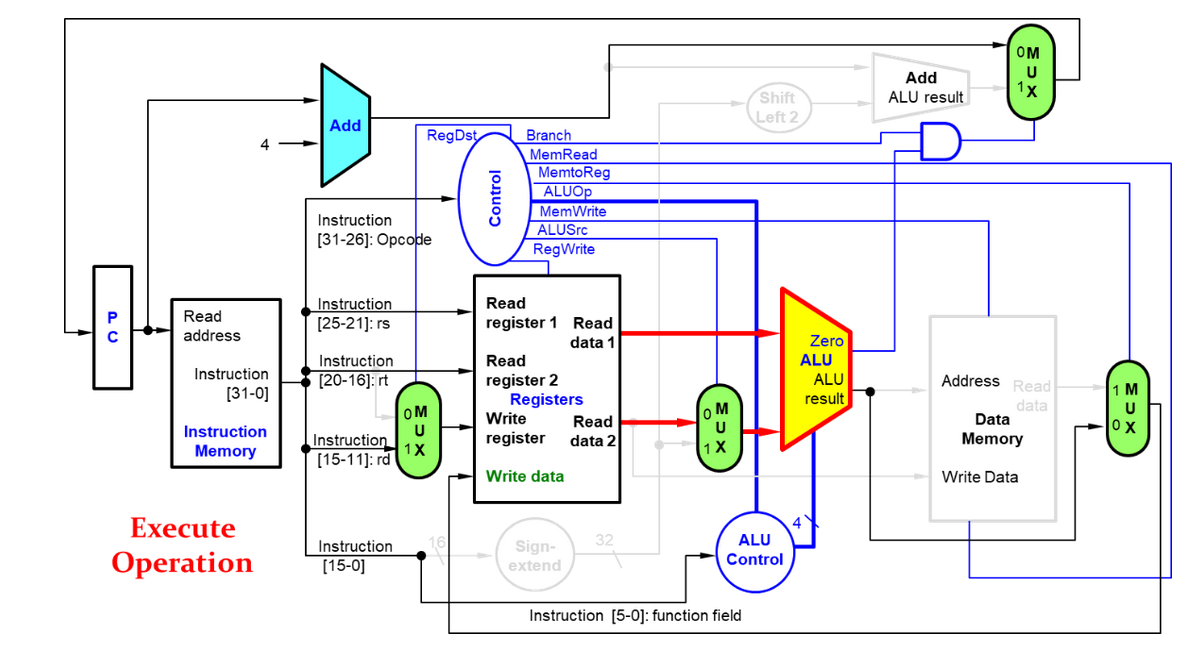 0 M
U
1 X
Add
ALU result
Shift
Left 2
Add
4
RegDst
Branch
MemRead
MemtoReg
ALUOp
MemWrite
ALUSrc
RegWrite
Control
Instruction
[31-26]: Opcode
P
C
Read
address
Instruction
[31-0]
Instruction
Memory
Instruction
[25-21]: rs
Instruction
[20-16]: rt
Instruction
[15-11]: rd
Instruction
[15-0]
0 M
U
1 X
Read
register 1
Read
data 1
Read
register 2
Registers
Write
register
Read
data 2
Write data
0 M
U
1 X
Zero
ALU
ALU
result
Address
Read
data
Data
Memory
Write Data
1 M
U
0 X
Execute
Operation
16
Sign-
extend
32
ALU
Control
4
Instruction [5-0]: function field